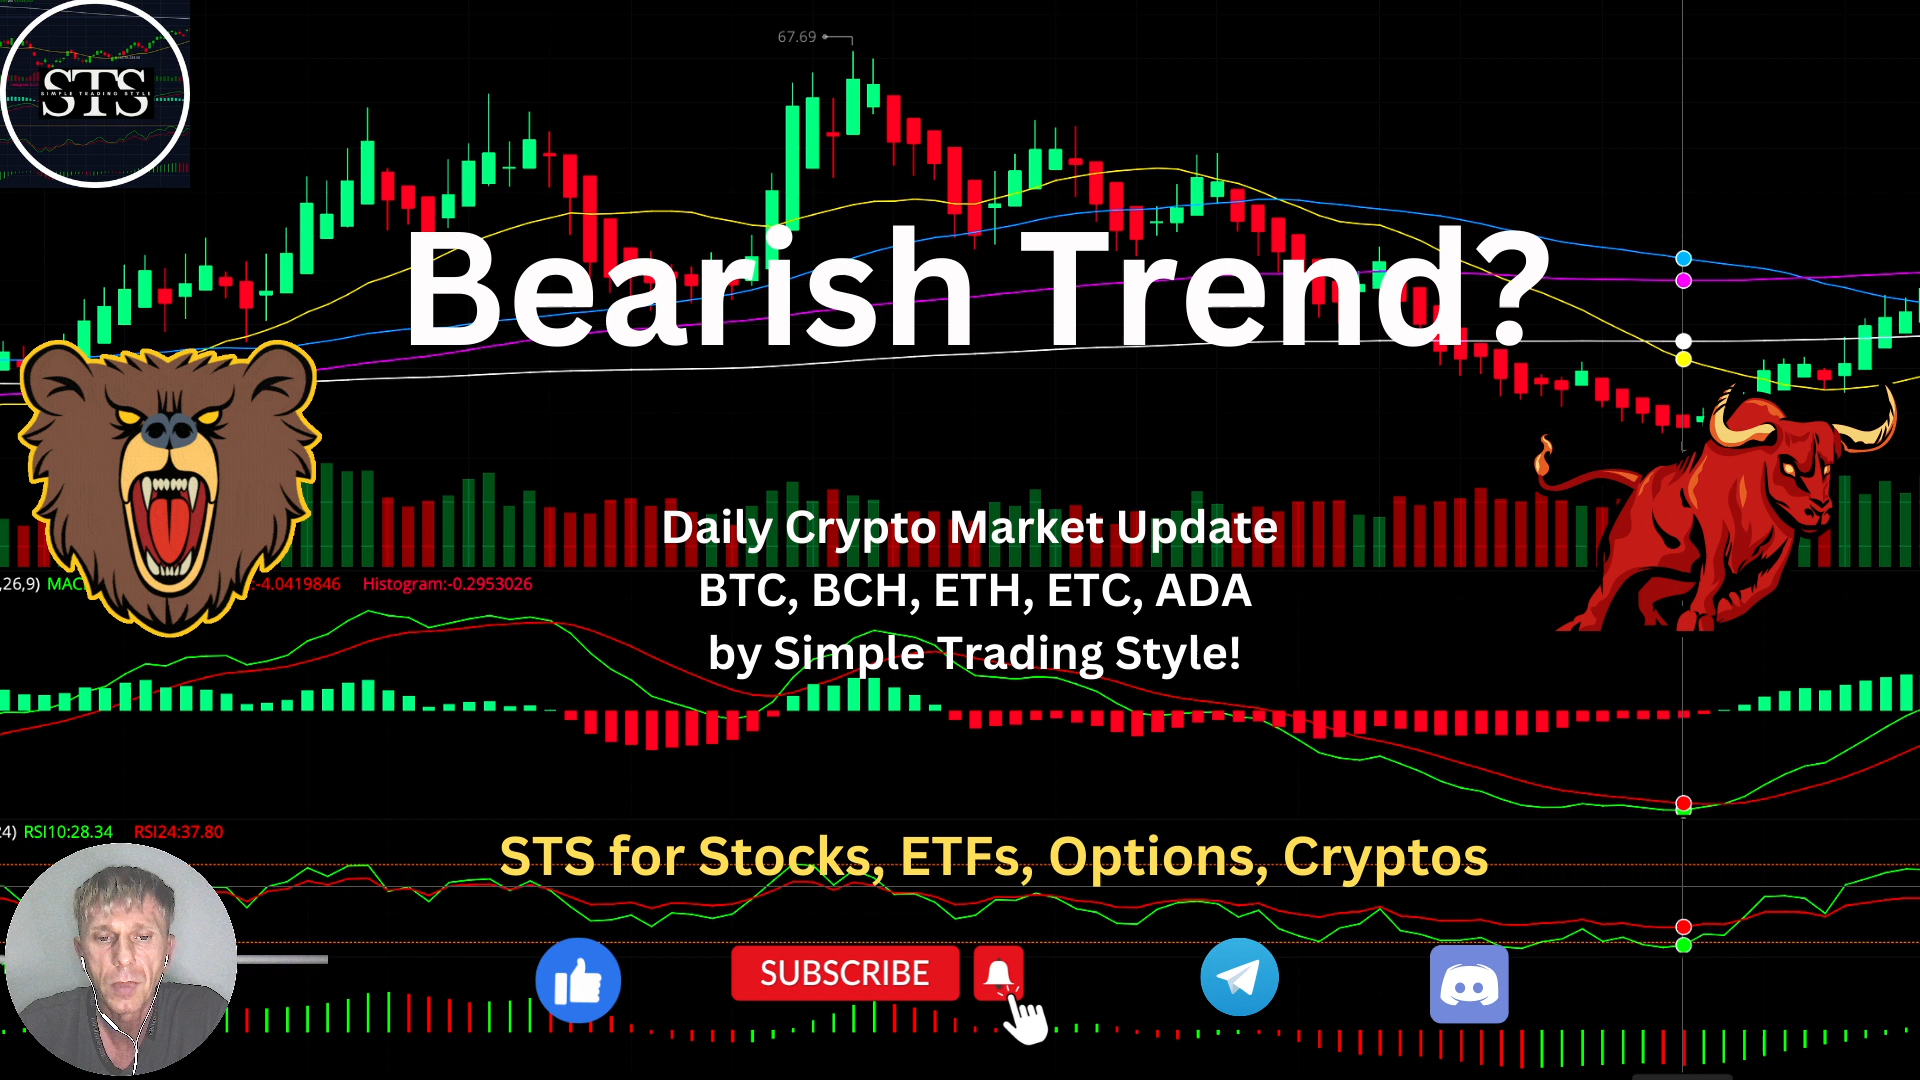 67.69
STS
SIMPLE TRADING STYLE
Bearish Trend?
Daily Crypto Market Update
BTC, BCH, ETH, ETC, ADA
by Simple Trading Style!
,26,9) MAC :-4.0419846 Histogram:-0.2953026
24) RSI10:28.34 RSI24:37.80
STS for Stocks, ETFs, Options, Cryptos
SUBSCRIBE